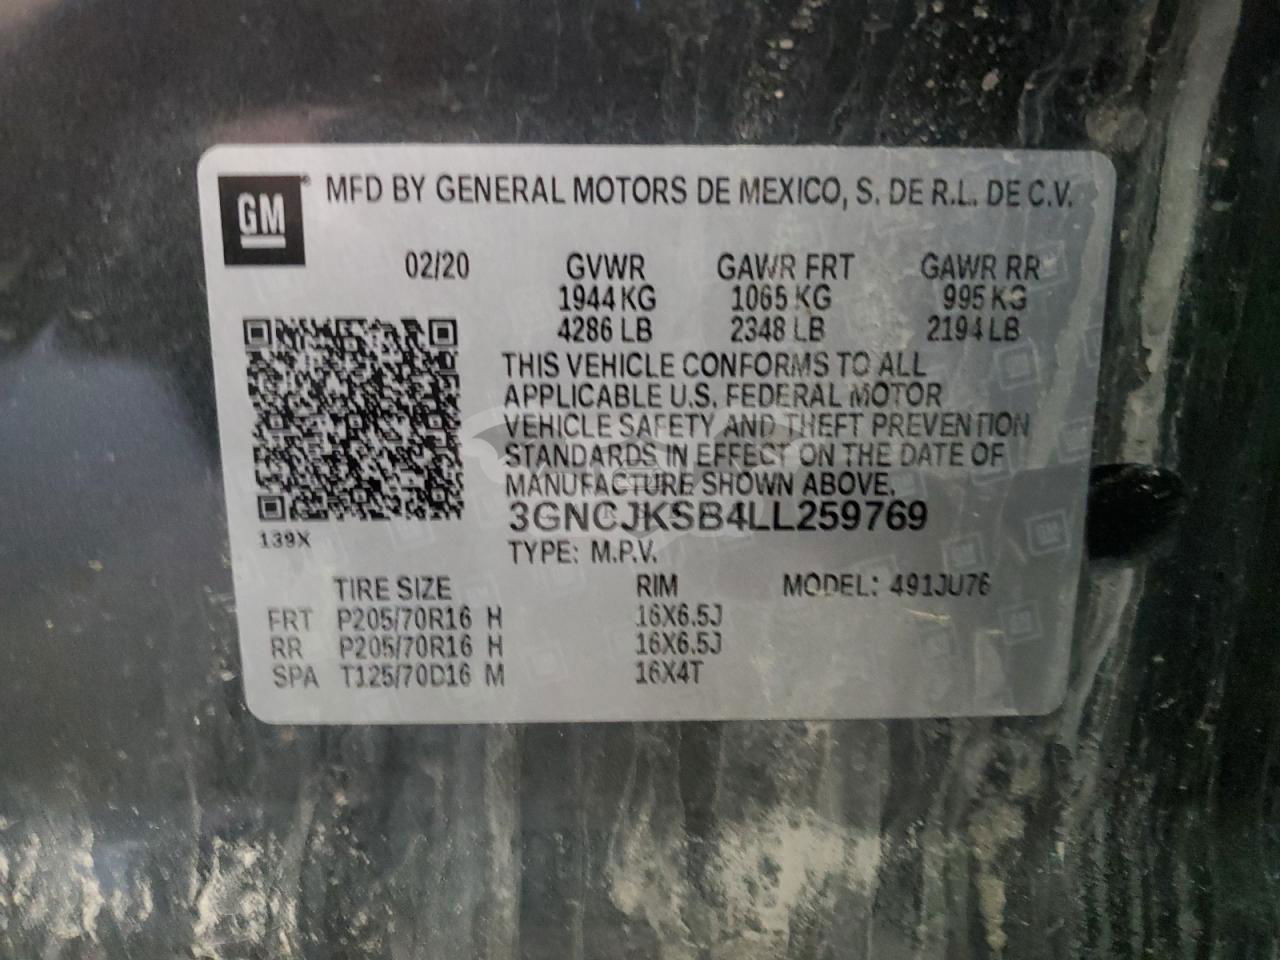 GM® MFD BY GENERAL MOTORS DE MEXICO, S. DE R.L. DE C.V.
02/20 GVWR GAWR FRT GAWR RR
1944 KG 1065 KG 995 KG
4286 LB 2348 LB 2194 LB
THIS VEHICLE CONFORMS TO ALL
APPLICABLE U.S. FEDERAL MOTOR
VEHICLE SAFETY AND THEFT PREVENTION
STANDARDS IN EFFECT ON THE DATE OF
MANUFACTURE SHOWN ABOVE.
3GNCJKSB4LL259769
139X
TYPE: M.P.V.
TIRE SIZE RIM MODEL: 491JU76
FRT P205/70R16 H 16X6.5J
RR P205/70R16 H 16X6.5J
SPA T125/70D16 M 16X4T